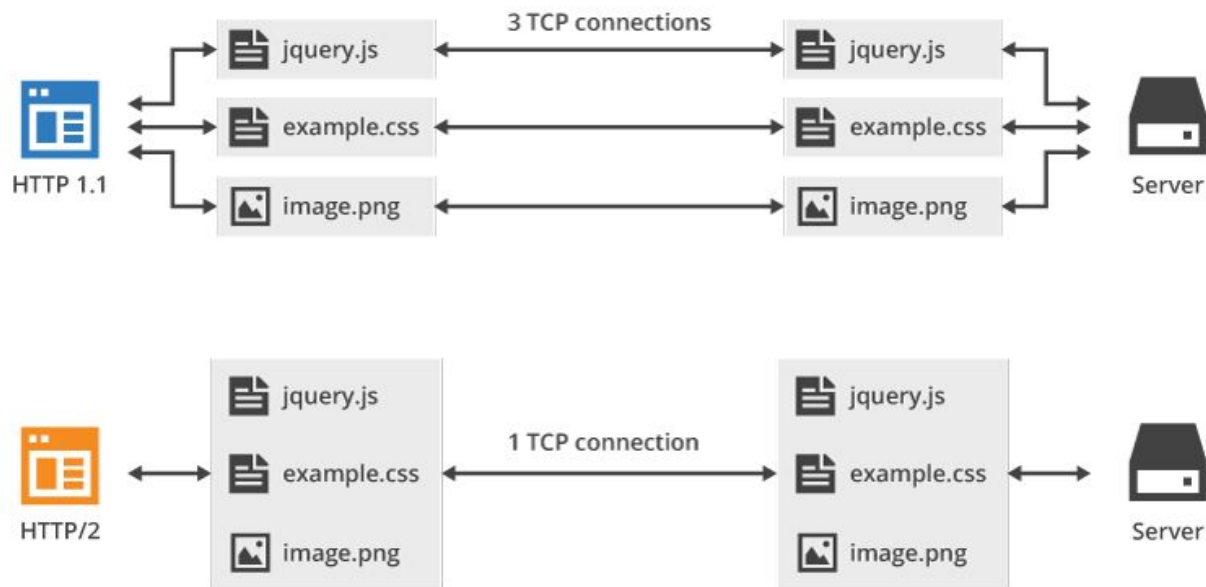 3 TCP connections
jquery.js
jquery.js
example.css
example.css
HTTP 1.1
Server
image.png
image.png
jquery.js
jquery.js
1 TCP connection
example.css
example.css
HTTP/2
Server
image.png
image.png